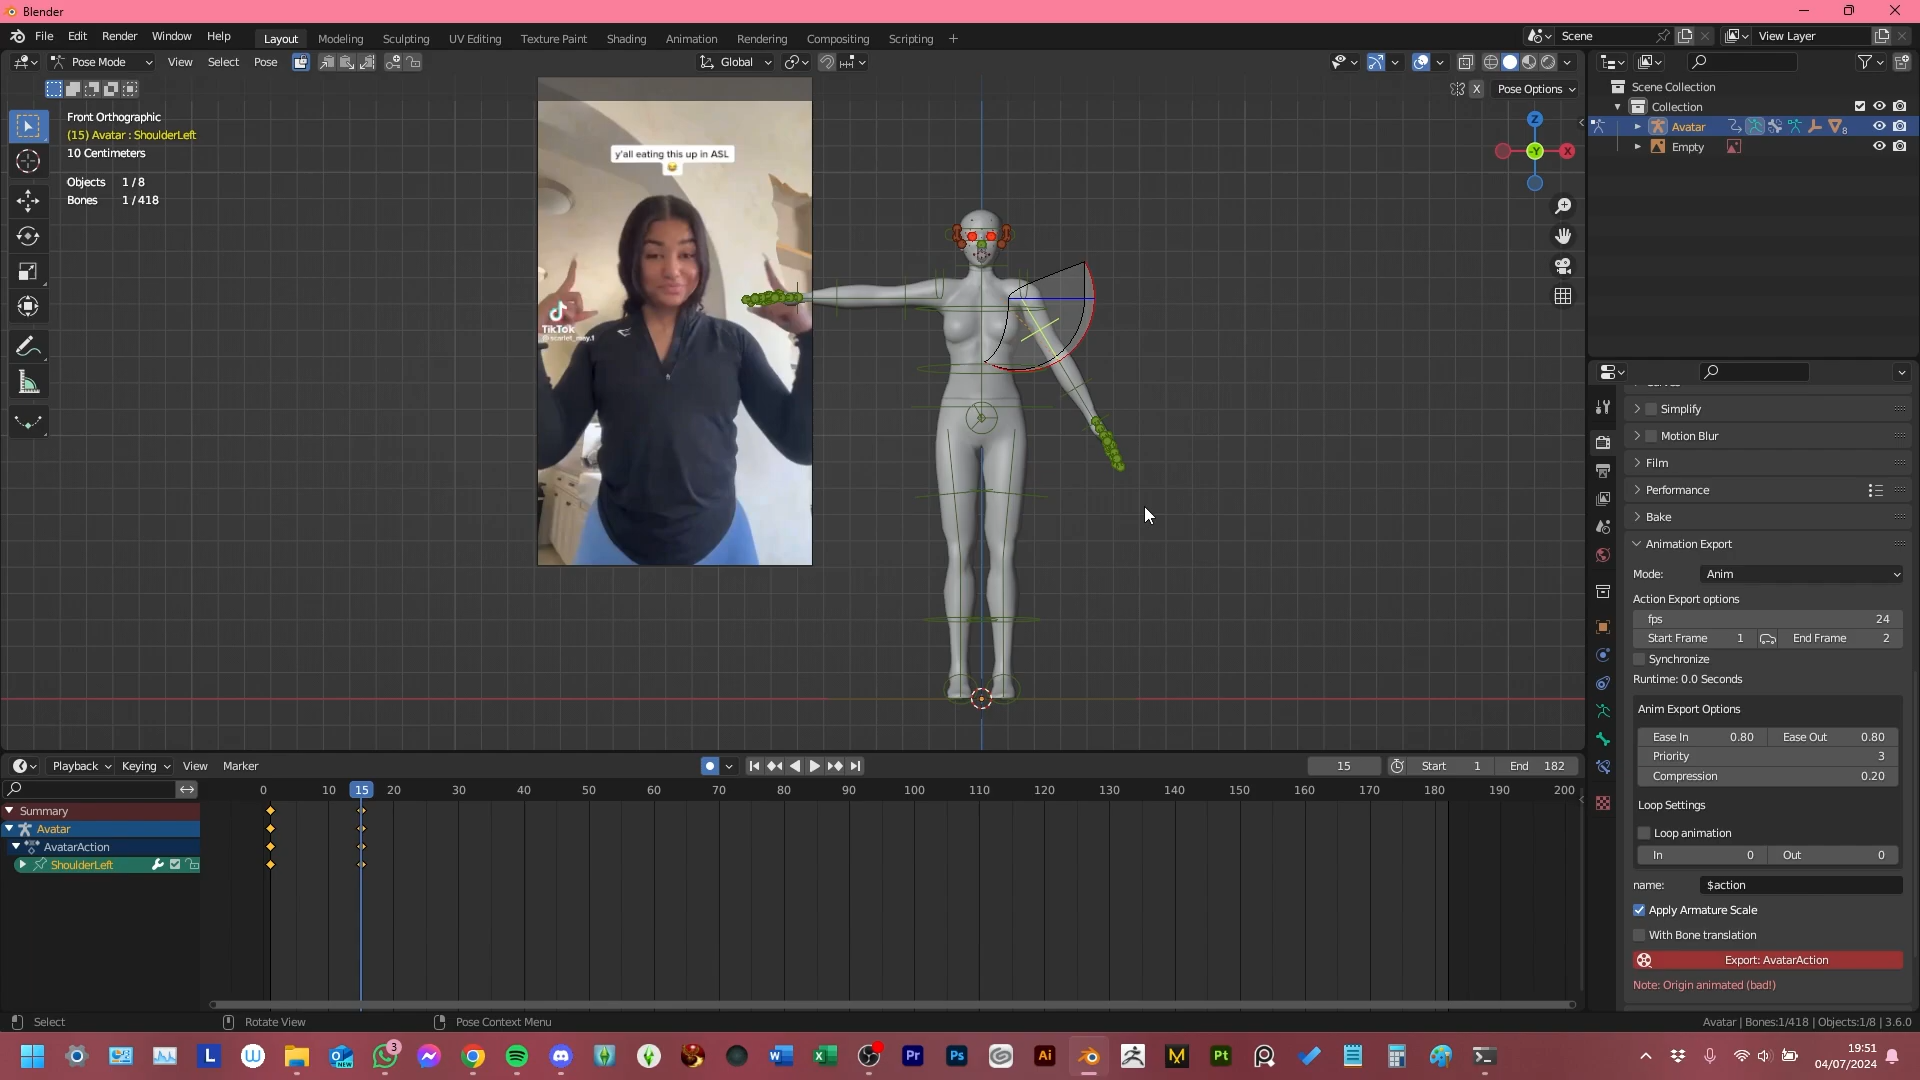 Blender
File Edit Render Window Help Layout Modeling Sculpting UV Editing Texture Paint Shading Animation Rendering Compositing Scripting + Scene View Layer
Pose Mode View Select Pose Global
X Pose Options
Front Orthographic
(15) Avatar : ShoulderLeft
10 Centimeters
Objects 1 / 8
Bones 1 / 418
y'all eating this up in ASL
TikTok
Z
-Y
X
Scene Collection
Collection
Avatar 8
Empty
Simplify
Motion Blur
Film
Performance
Bake
Animation Export
Mode: Anim
Action Export options
fps 24
Start Frame 1 End Frame 2
Synchronize
Runtime: 0.0 Seconds
Anim Export Options
Ease In 0.80 Ease Out 0.80
Priority 3
Compression 0.20
Loop Settings
Loop animation
In 0 Out 0
name: $action
Apply Armature Scale
With Bone translation
Export: AvatarAction
Note: Origin animated (bad!)
Playback Keying View Marker 15 Start 1 End 182
0 10 15 20 30 40 50 60 70 80 90 100 110 120 130 140 150 160 170 180 190 200
Summary
Avatar
AvatarAction
ShoulderLeft
Select Rotate View Pose Context Menu Avatar | Bones:1/418 | Objects:1/8 | 3.6.0
L W NEW 3 W X Pr Ps Ai M Pt
19:51
04/07/2024